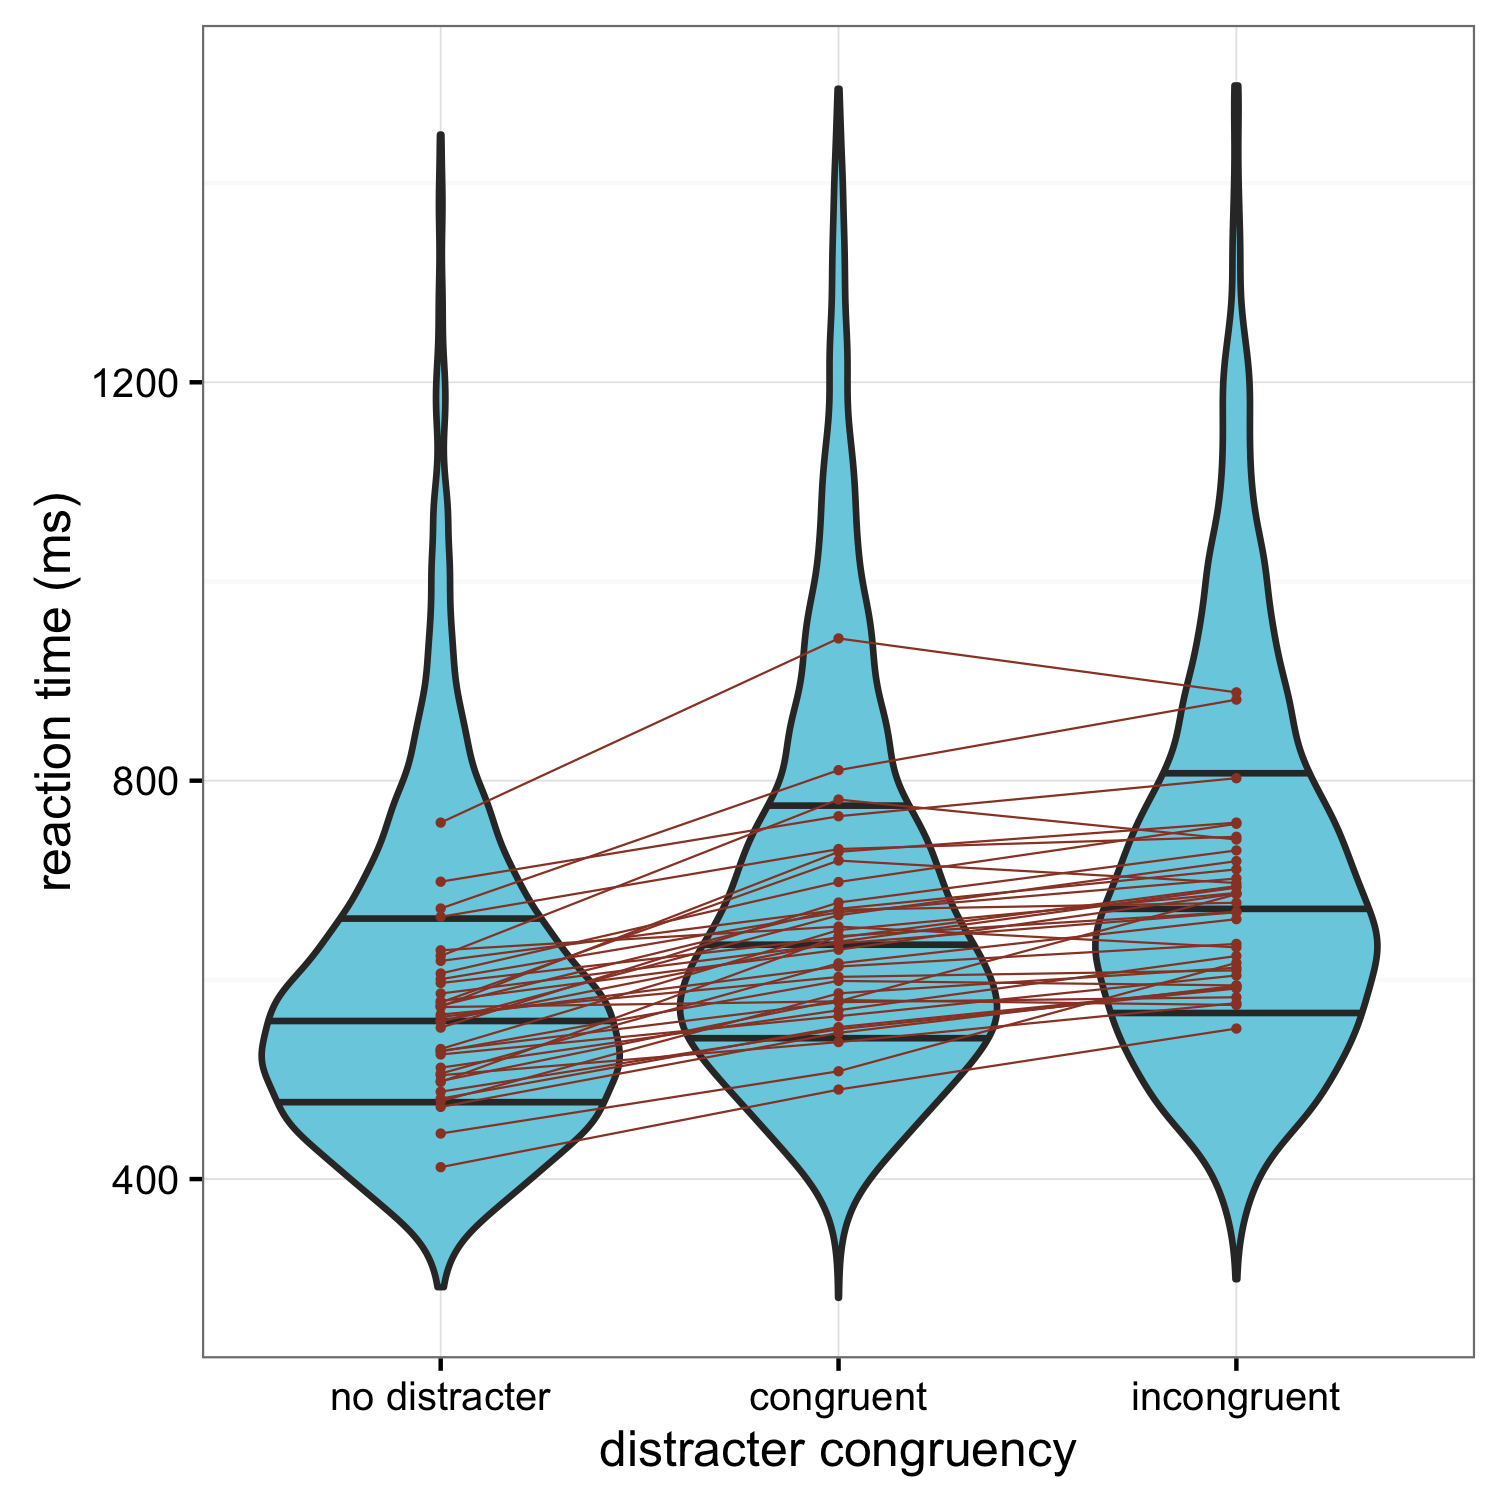 reaction time (ms)
1200
800
400
no distracter congruent incongruent
distracter congruency